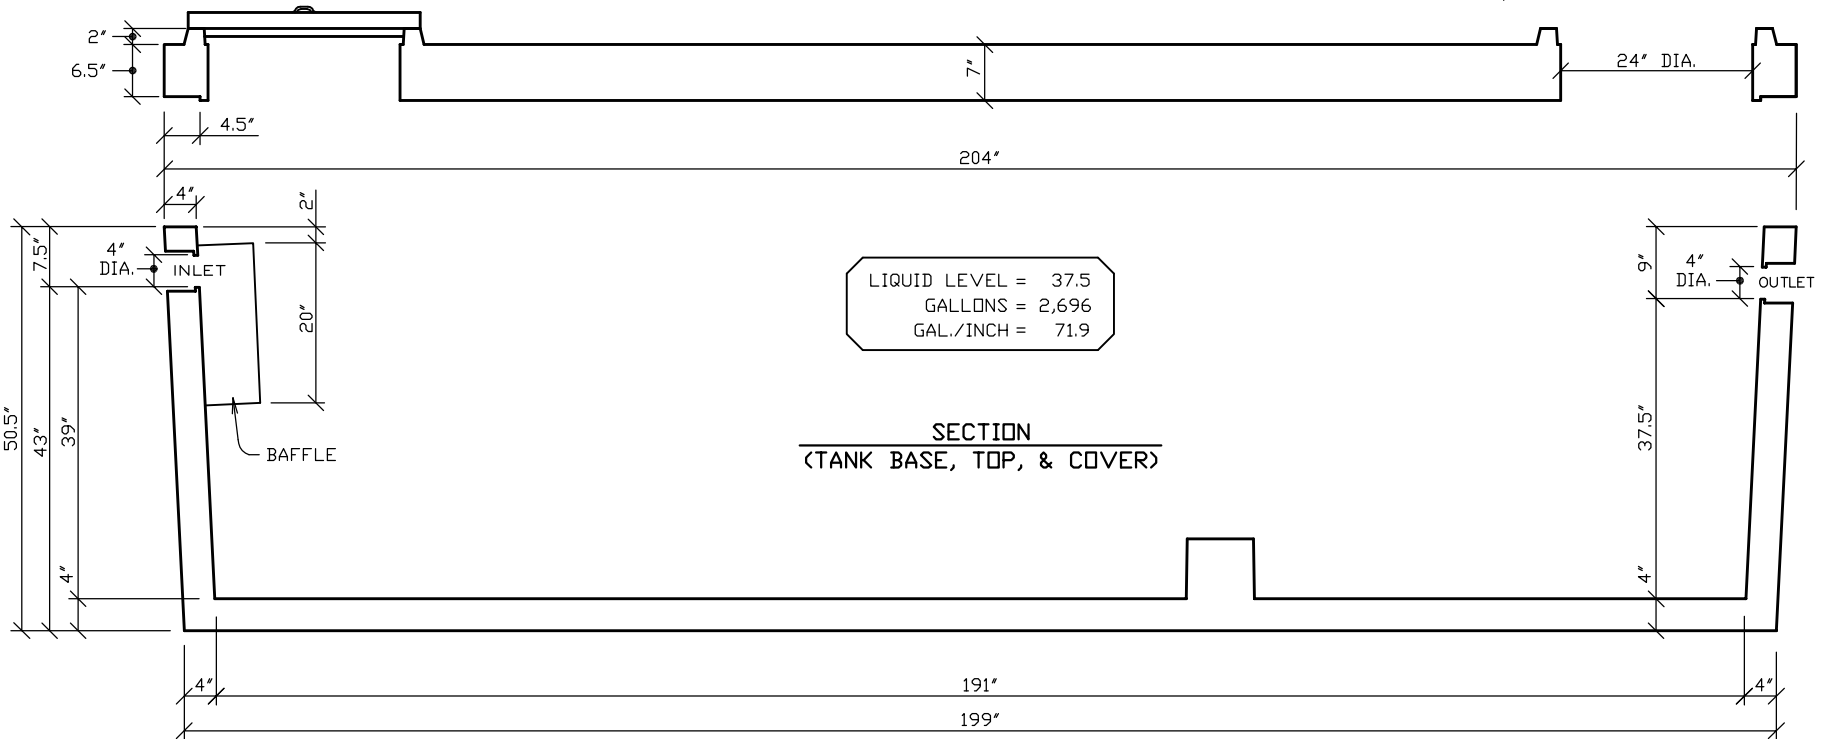 2″
6.5″
7″
24″ DIA.
4.5″
204″
4″
2″
7.5″
4″
DIA.
INLET
20″
50.5″
43″
39″
4″
BAFFLE
LIQUID LEVEL = 37.5
GALLONS = 2,696
GAL./INCH = 71.9
SECTION
(TANK BASE, TOP, & COVER)
9″
4″
DIA.
OUTLET
37.5″
4″
4″
191″
4″
199″